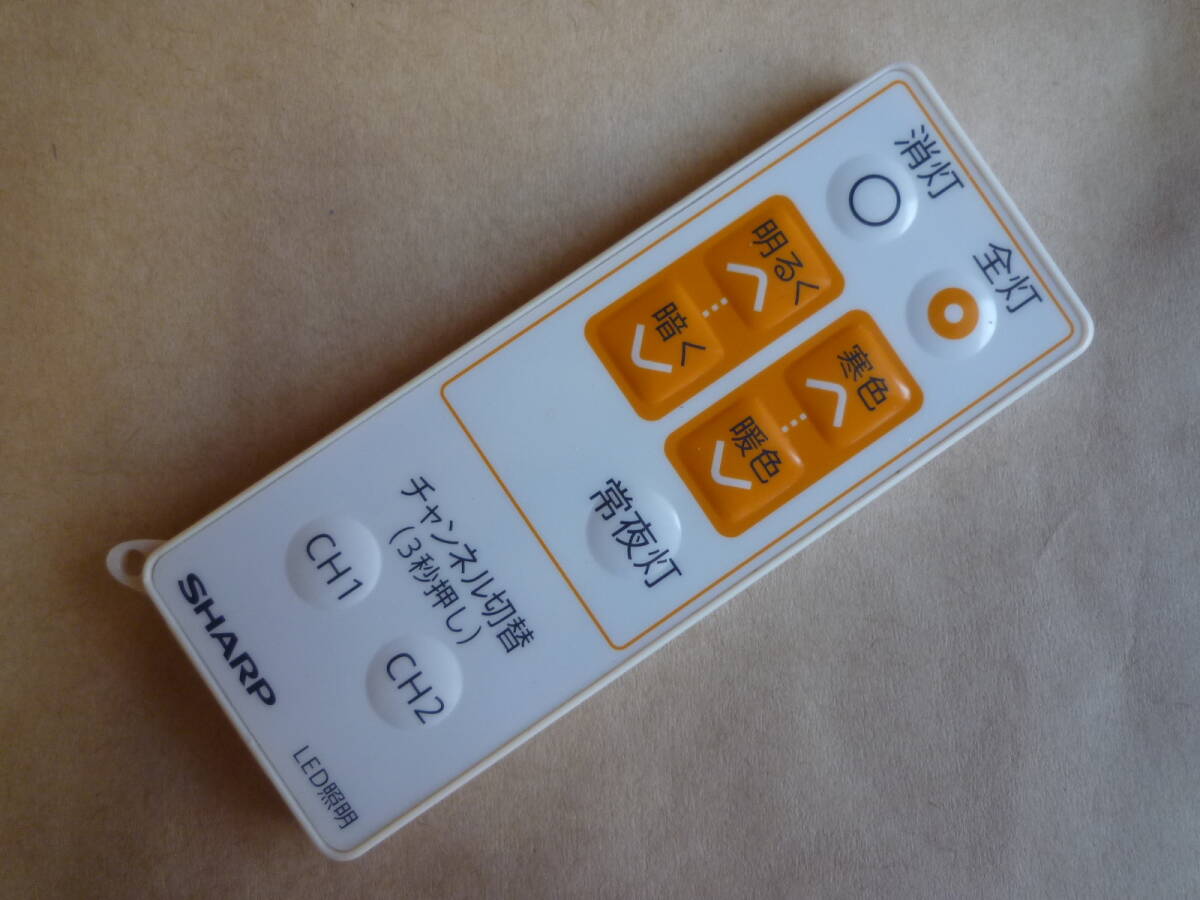 消灯
全灯
明るく
寒色
暗く
暖色
常夜灯
チャンネル切替
(3秒押し)
CH1
CH2
SHARP
LED照明